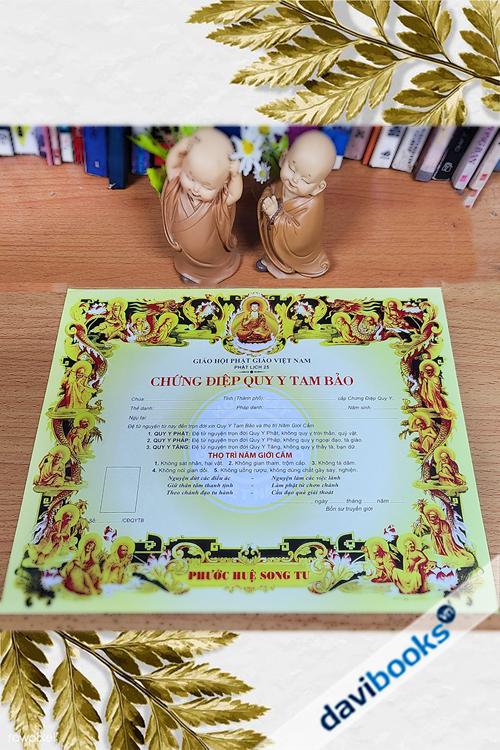 GIÁO HỘI PHẬT GIÁO VIỆT NAM
PHẬT LỊCH 25
CHỨNG ĐIỆP QUY Y TAM BẢO
Chùa: Tỉnh (Thành phố): cấp Chứng Điệp Quy Y.
Thế danh: Pháp danh: Năm sinh
Ngụ tại
Đệ tử nguyện từ nay đến trọn đời xin Quy Y Tam Bảo và thọ trì Năm Giới Cấm
1. QUY Y PHẬT: Đệ tử nguyện trọn đời Quy Y Phật, không quy y trời thần, quỷ vật.
2. QUY Y PHÁP: Đệ tử nguyện trọn đời Quy Y Pháp, không quy y ngoại đạo, tà giáo.
3. QUY Y TĂNG: Đệ tử nguyện trọn đời Quy Y Tăng, không quy y thầy tà, bạn dữ.
THỌ TRÌ NĂM GIỚI CẤM
1. Không sát nhân, hại vật. 2. Không gian tham, trộm cắp. 3. Không tà dâm.
4. Không nói gian dối. 5. Không uống rượu, không dùng chất gây say, nghiện.
Nguyện dứt các điều ác - Nguyện làm các việc lành
Giữ thân tâm thanh tịnh - Làm phật tử chơn chánh
Theo chánh đạo tu hành - Cầu đạo quả giải thoát
ngày tháng năm
Bổn sư truyền giới
Số: /CĐQYTB
PHƯỚC HUỆ SONG TU
davibooks.vn
rawpixel